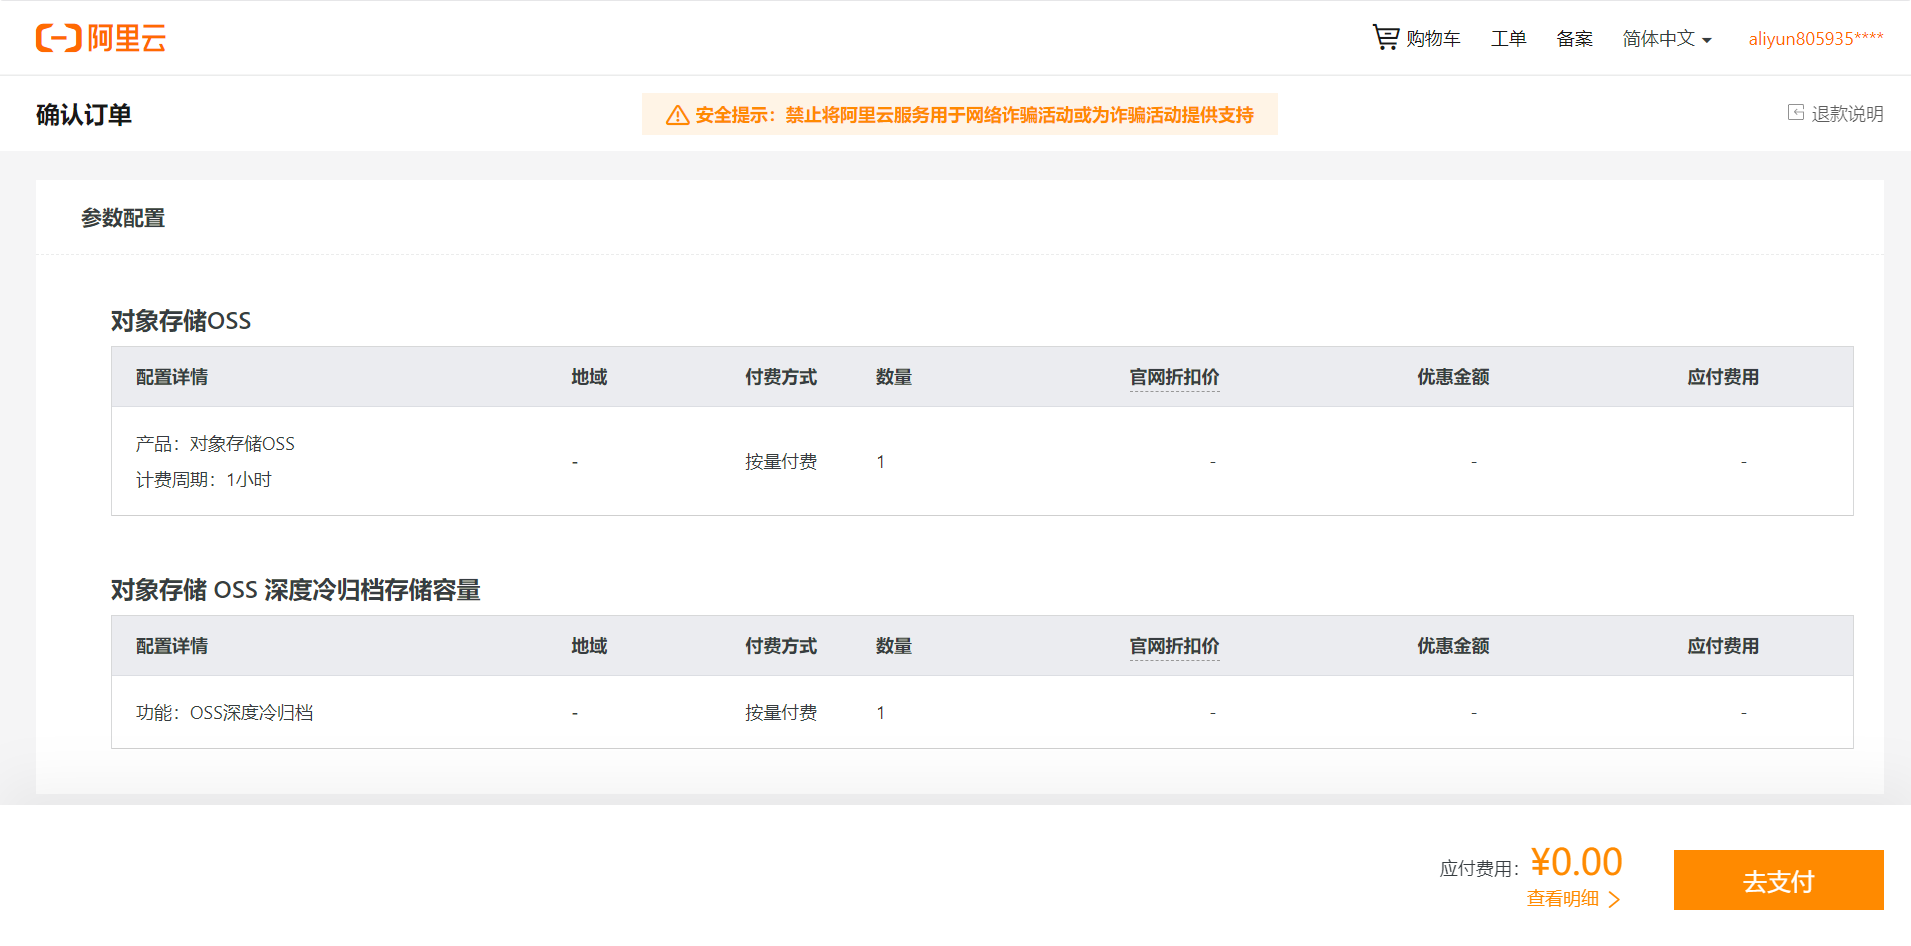 阿里云
购物车 工单 备案 简体中文 aliyun805935****
确认订单
安全提示：禁止将阿里云服务用于网络诈骗活动或为诈骗活动提供支持
退款说明
参数配置
对象存储OSS
配置详情 地域 付费方式 数量 官网折扣价 优惠金额 应付费用
产品：对象存储OSS
计费周期：1小时
- 按量付费 1 - - -
对象存储 OSS 深度冷归档存储容量
配置详情 地域 付费方式 数量 官网折扣价 优惠金额 应付费用
功能：OSS深度冷归档 - 按量付费 1 - - -
应付费用：¥0.00
查看明细
去支付